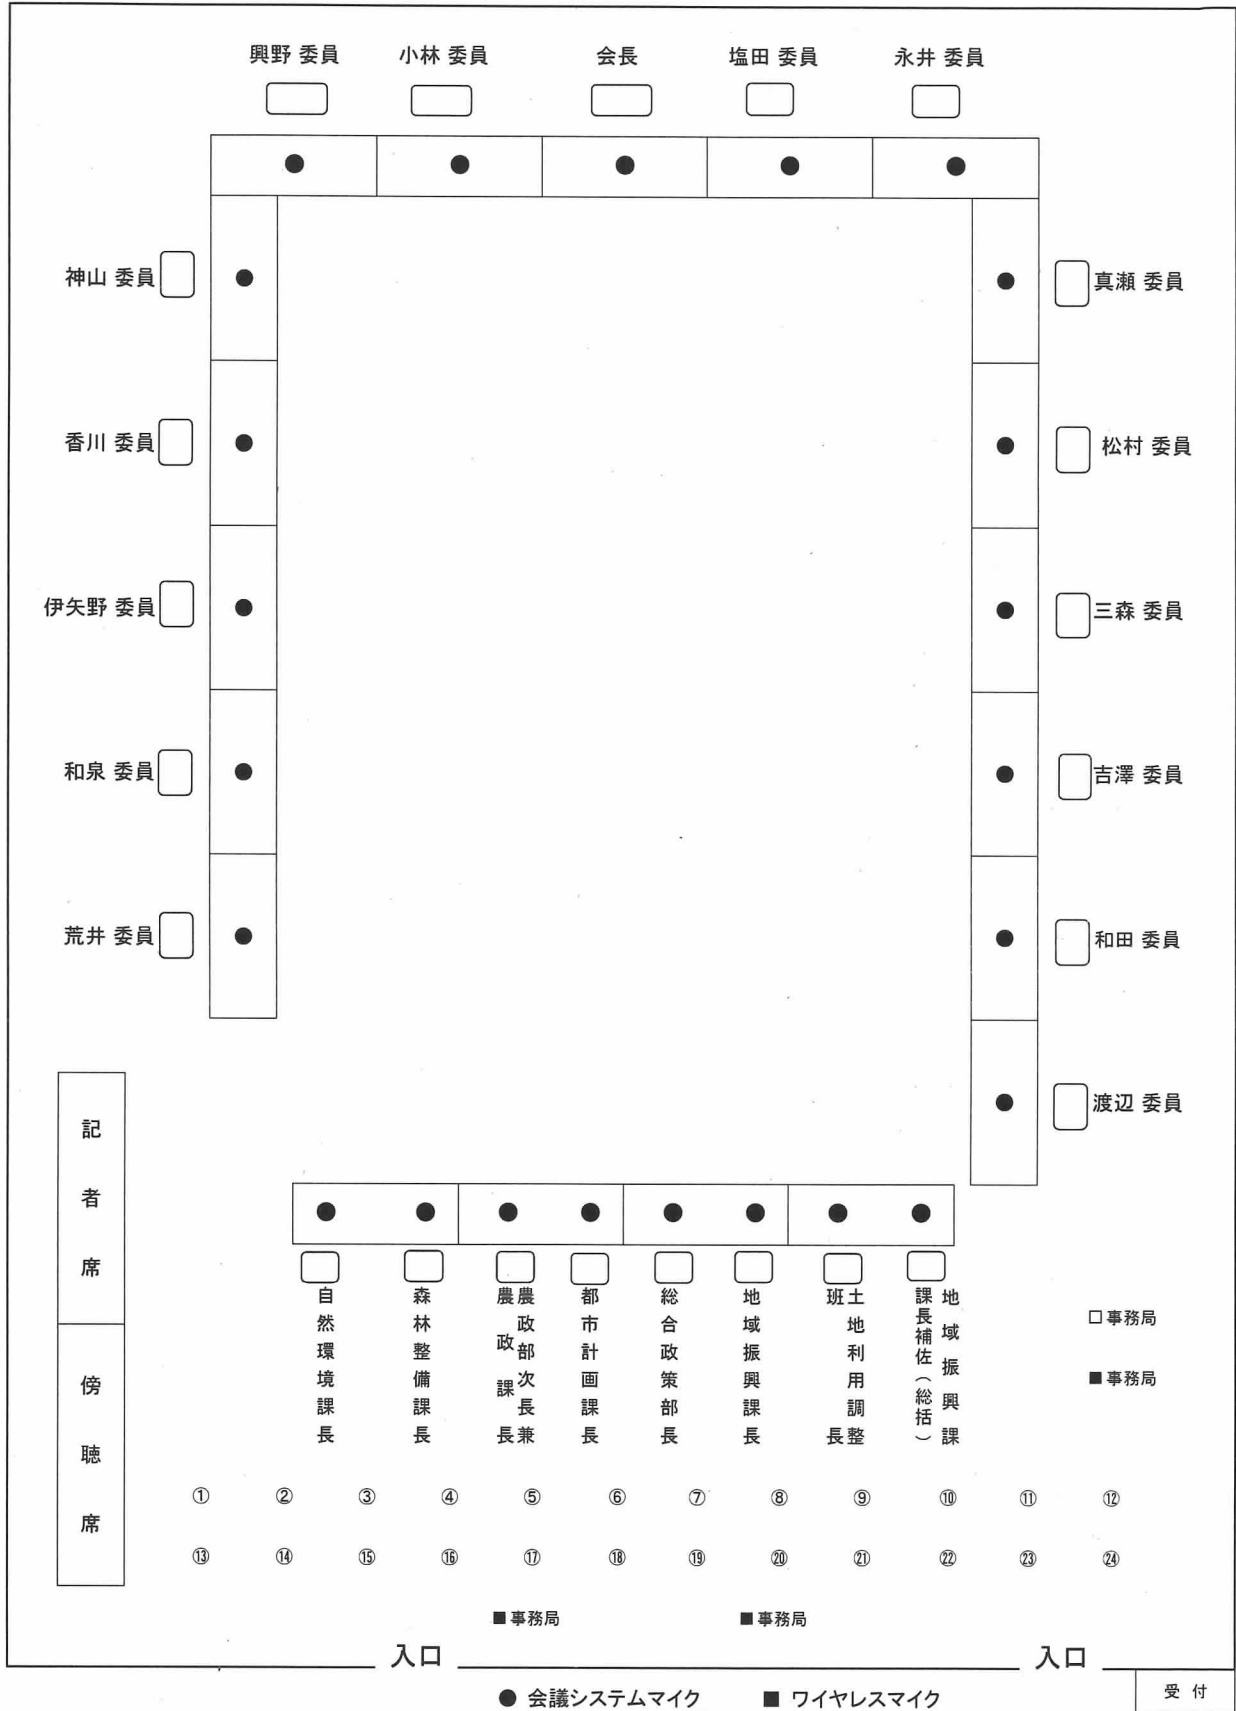 興野 委員
小林 委員
会長
塩田 委員
永井 委員
神山 委員
真瀬 委員
香川 委員
松村 委員
伊矢野 委員
三森 委員
和泉 委員
吉澤 委員
荒井 委員
和田 委員
渡辺 委員
記者席
傍聴席
自然環境課長
森林整備課長
農政部次長兼
農政課長
都市計画課長
総合政策部長
地域振興課長
土地利用調整
班長
地域振興課
課長補佐(総括)
□ 事務局
■ 事務局
① ② ③ ④ ⑤ ⑥ ⑦ ⑧ ⑨ ⑩ ⑪ ⑫
⑬ ⑭ ⑮ ⑯ ⑰ ⑱ ⑲ ⑳ ㉑ ㉒ ㉓ ㉔
■ 事務局
■ 事務局
入口
入口
● 会議システムマイク
■ ワイヤレスマイク
受 付